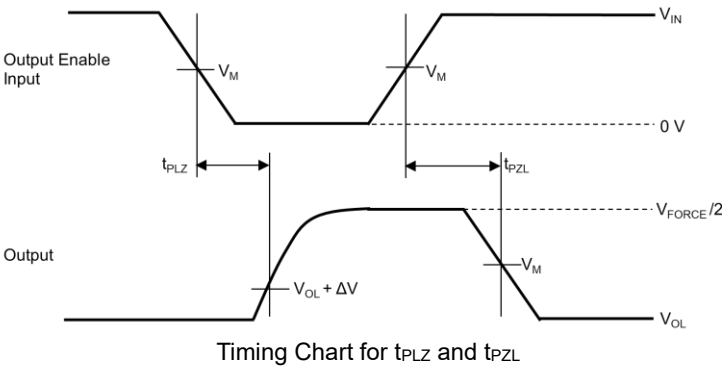 V_IN
Output Enable
Input
V_M
V_M
0 V
t_PLZ
t_PZL
V_FORCE/2
Output
V_M
V_OL + ΔV
V_OL
Timing Chart for t_PLZ and t_PZL